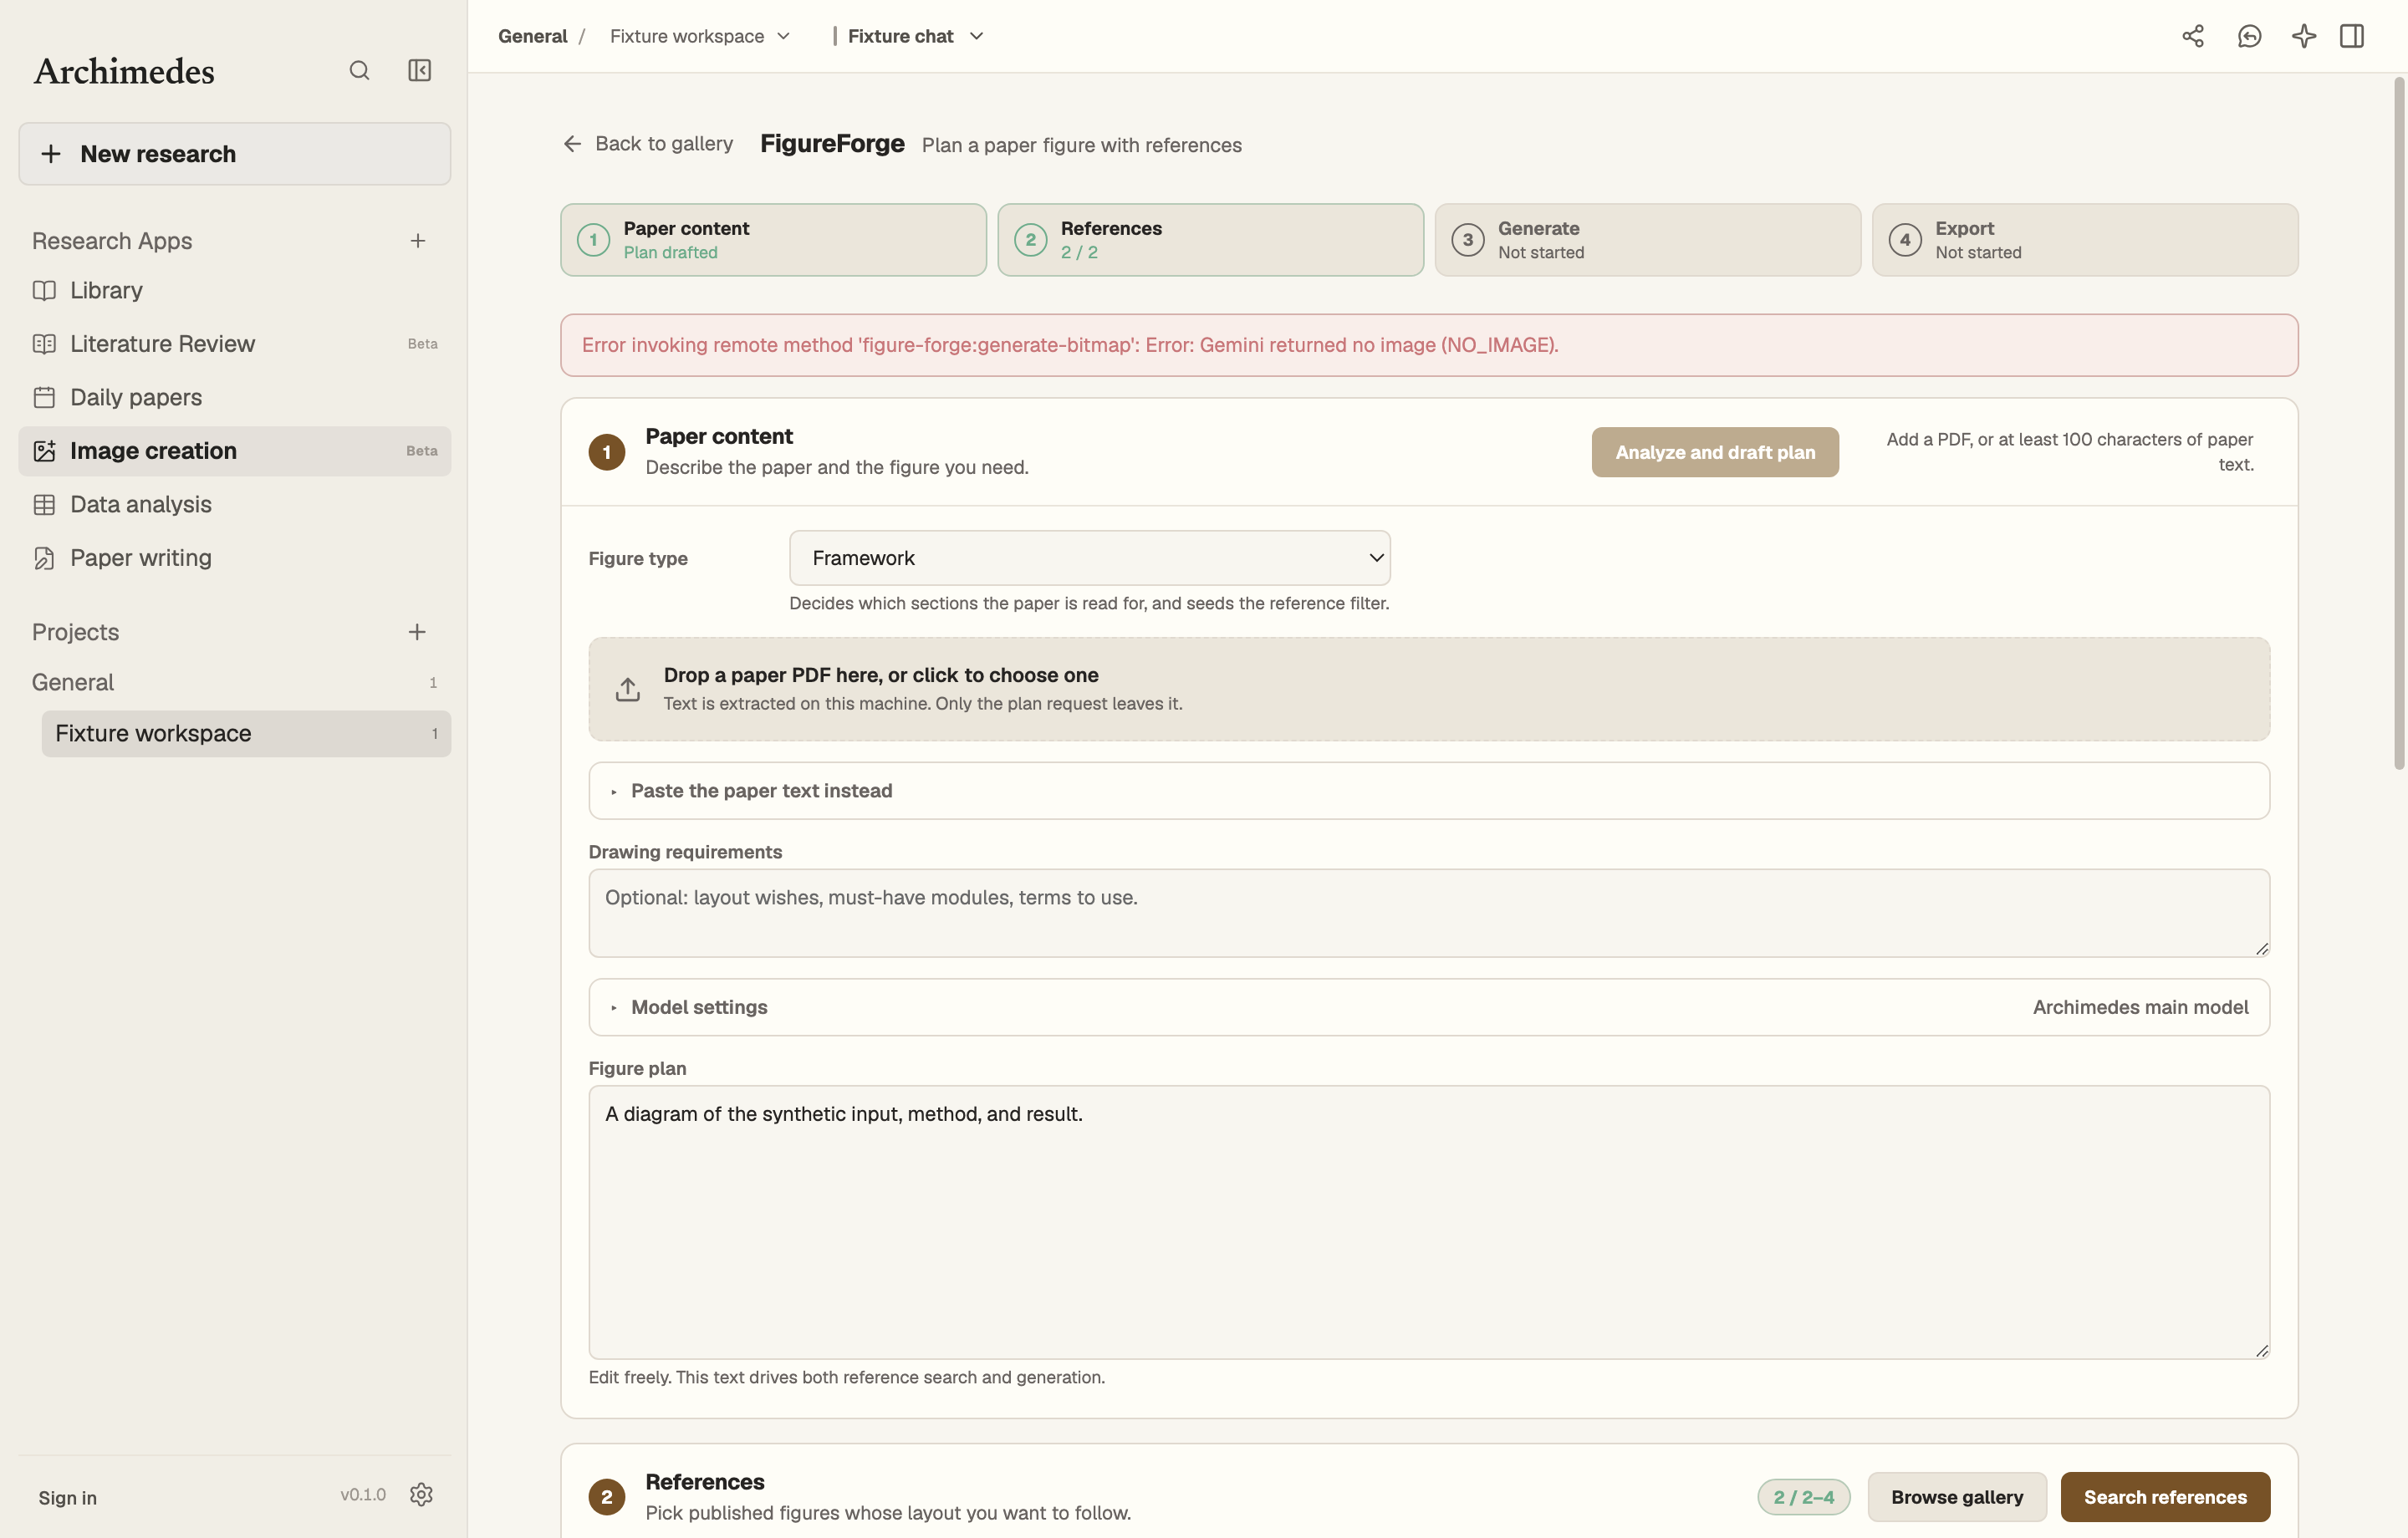 Archimedes
New research
Research Apps
Library
Literature Review
Beta
Daily papers
Image creation
Beta
Data analysis
Paper writing
Projects
General
1
Fixture workspace
1
Sign in
v0.1.0
General / Fixture workspace | Fixture chat
Back to gallery
FigureForge
Plan a paper figure with references
1
Paper content
Plan drafted
2
References
2 / 2
3
Generate
Not started
4
Export
Not started
Error invoking remote method 'figure-forge:generate-bitmap': Error: Gemini returned no image (NO_IMAGE).
1
Paper content
Describe the paper and the figure you need.
Analyze and draft plan
Add a PDF, or at least 100 characters of paper
text.
Figure type
Framework
Decides which sections the paper is read for, and seeds the reference filter.
Drop a paper PDF here, or click to choose one
Text is extracted on this machine. Only the plan request leaves it.
Paste the paper text instead
Drawing requirements
Optional: layout wishes, must-have modules, terms to use.
Model settings
Archimedes main model
Figure plan
A diagram of the synthetic input, method, and result.
Edit freely. This text drives both reference search and generation.
2
References
Pick published figures whose layout you want to follow.
2 / 2–4
Browse gallery
Search references